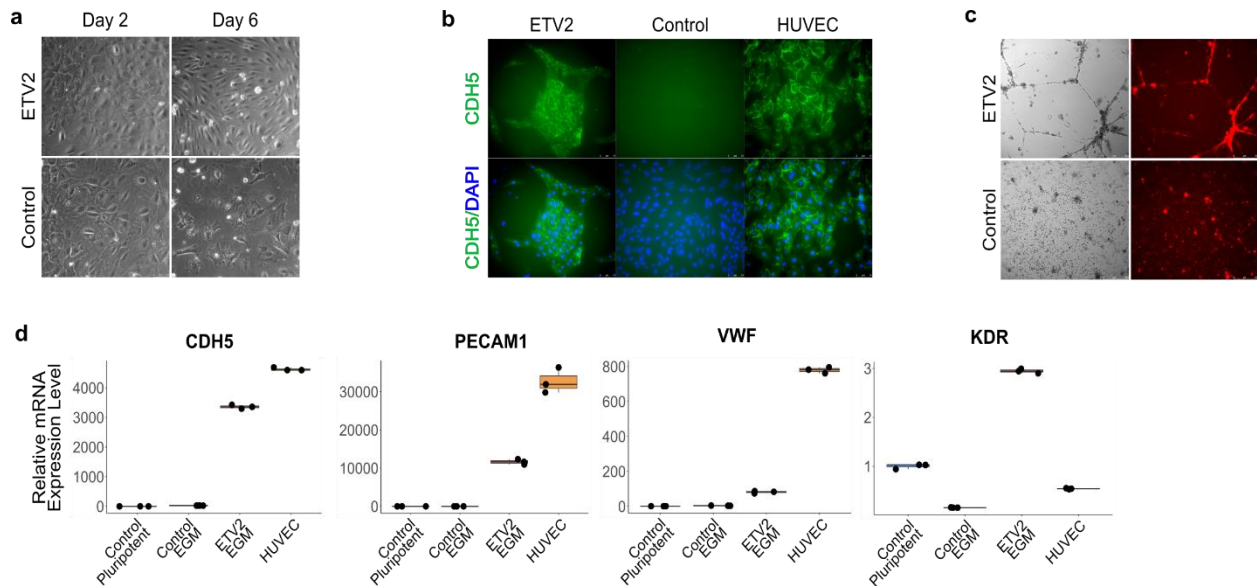 a
Day 2 Day 6
ETV2
Control
b
ETV2 Control HUVEC
CDH5
CDH5/DAPI
c
ETV2
Control
d
Relative mRNA
Expression Level
CDH5
4000
3000
2000
1000
0
Control
Pluripotent
Control
EGM
ETV2
EGM
HUVEC
PECAM1
30000
20000
10000
0
Control
Pluripotent
Control
EGM
ETV2
EGM
HUVEC
VWF
800
600
400
200
0
Control
Pluripotent
Control
EGM
ETV2
EGM
HUVEC
KDR
3
2
1
Control
Pluripotent
Control
EGM
ETV2
EGM
HUVEC